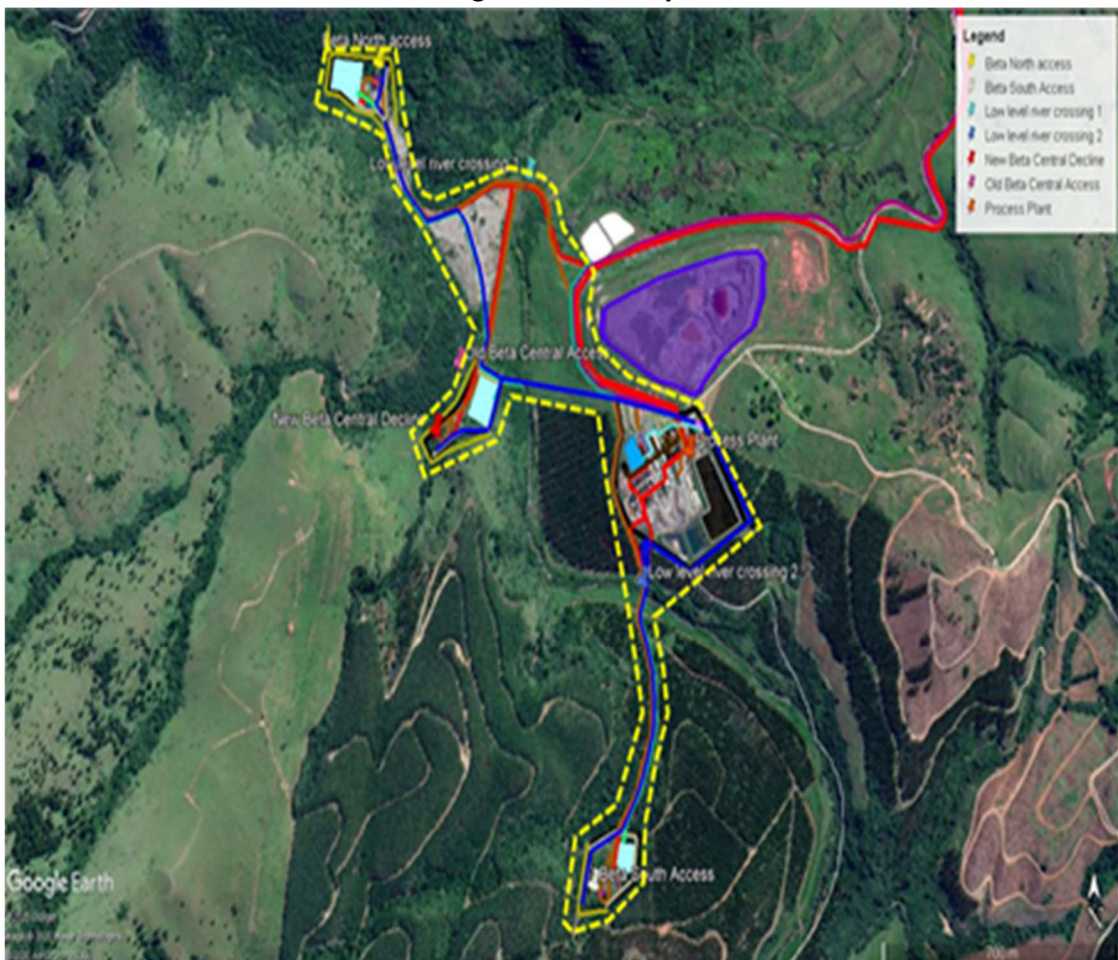 Beta North access
Low level river crossing 1
Old Beta Central Access
New Beta Central Decline
Process Plant
Low level river crossing 2
Beta South Access
Legend
Beta North access
Beta South Access
Low level river crossing 1
Low level river crossing 2
New Beta Central Decline
Old Beta Central Access
Process Plant
Google Earth
700 m